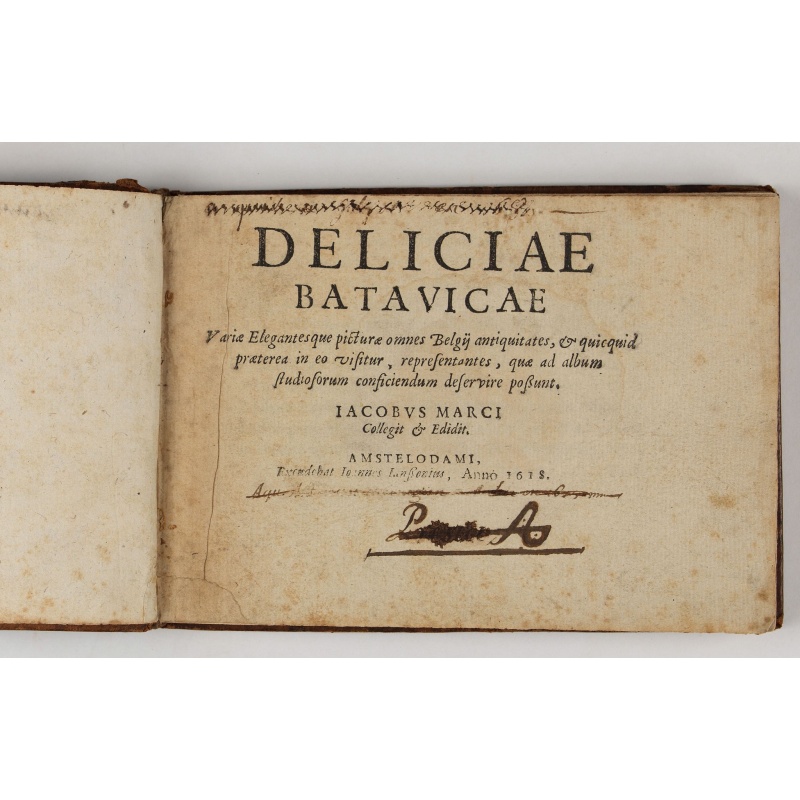 DELICIAE
BATAVICAE
Variæ Elegantesque picturæ omnes Belgij antiquitates, & quicquid
præterea in eo viſitur, repreſentantes, quæ ad album
ſtudioſorum conficiendum deſervire poßunt.
IACOBVS MARCI
Collegit & Edidit.
AMSTELODAMI,
Excudebat Ioannes Ianßonius, Anno 1618.
A